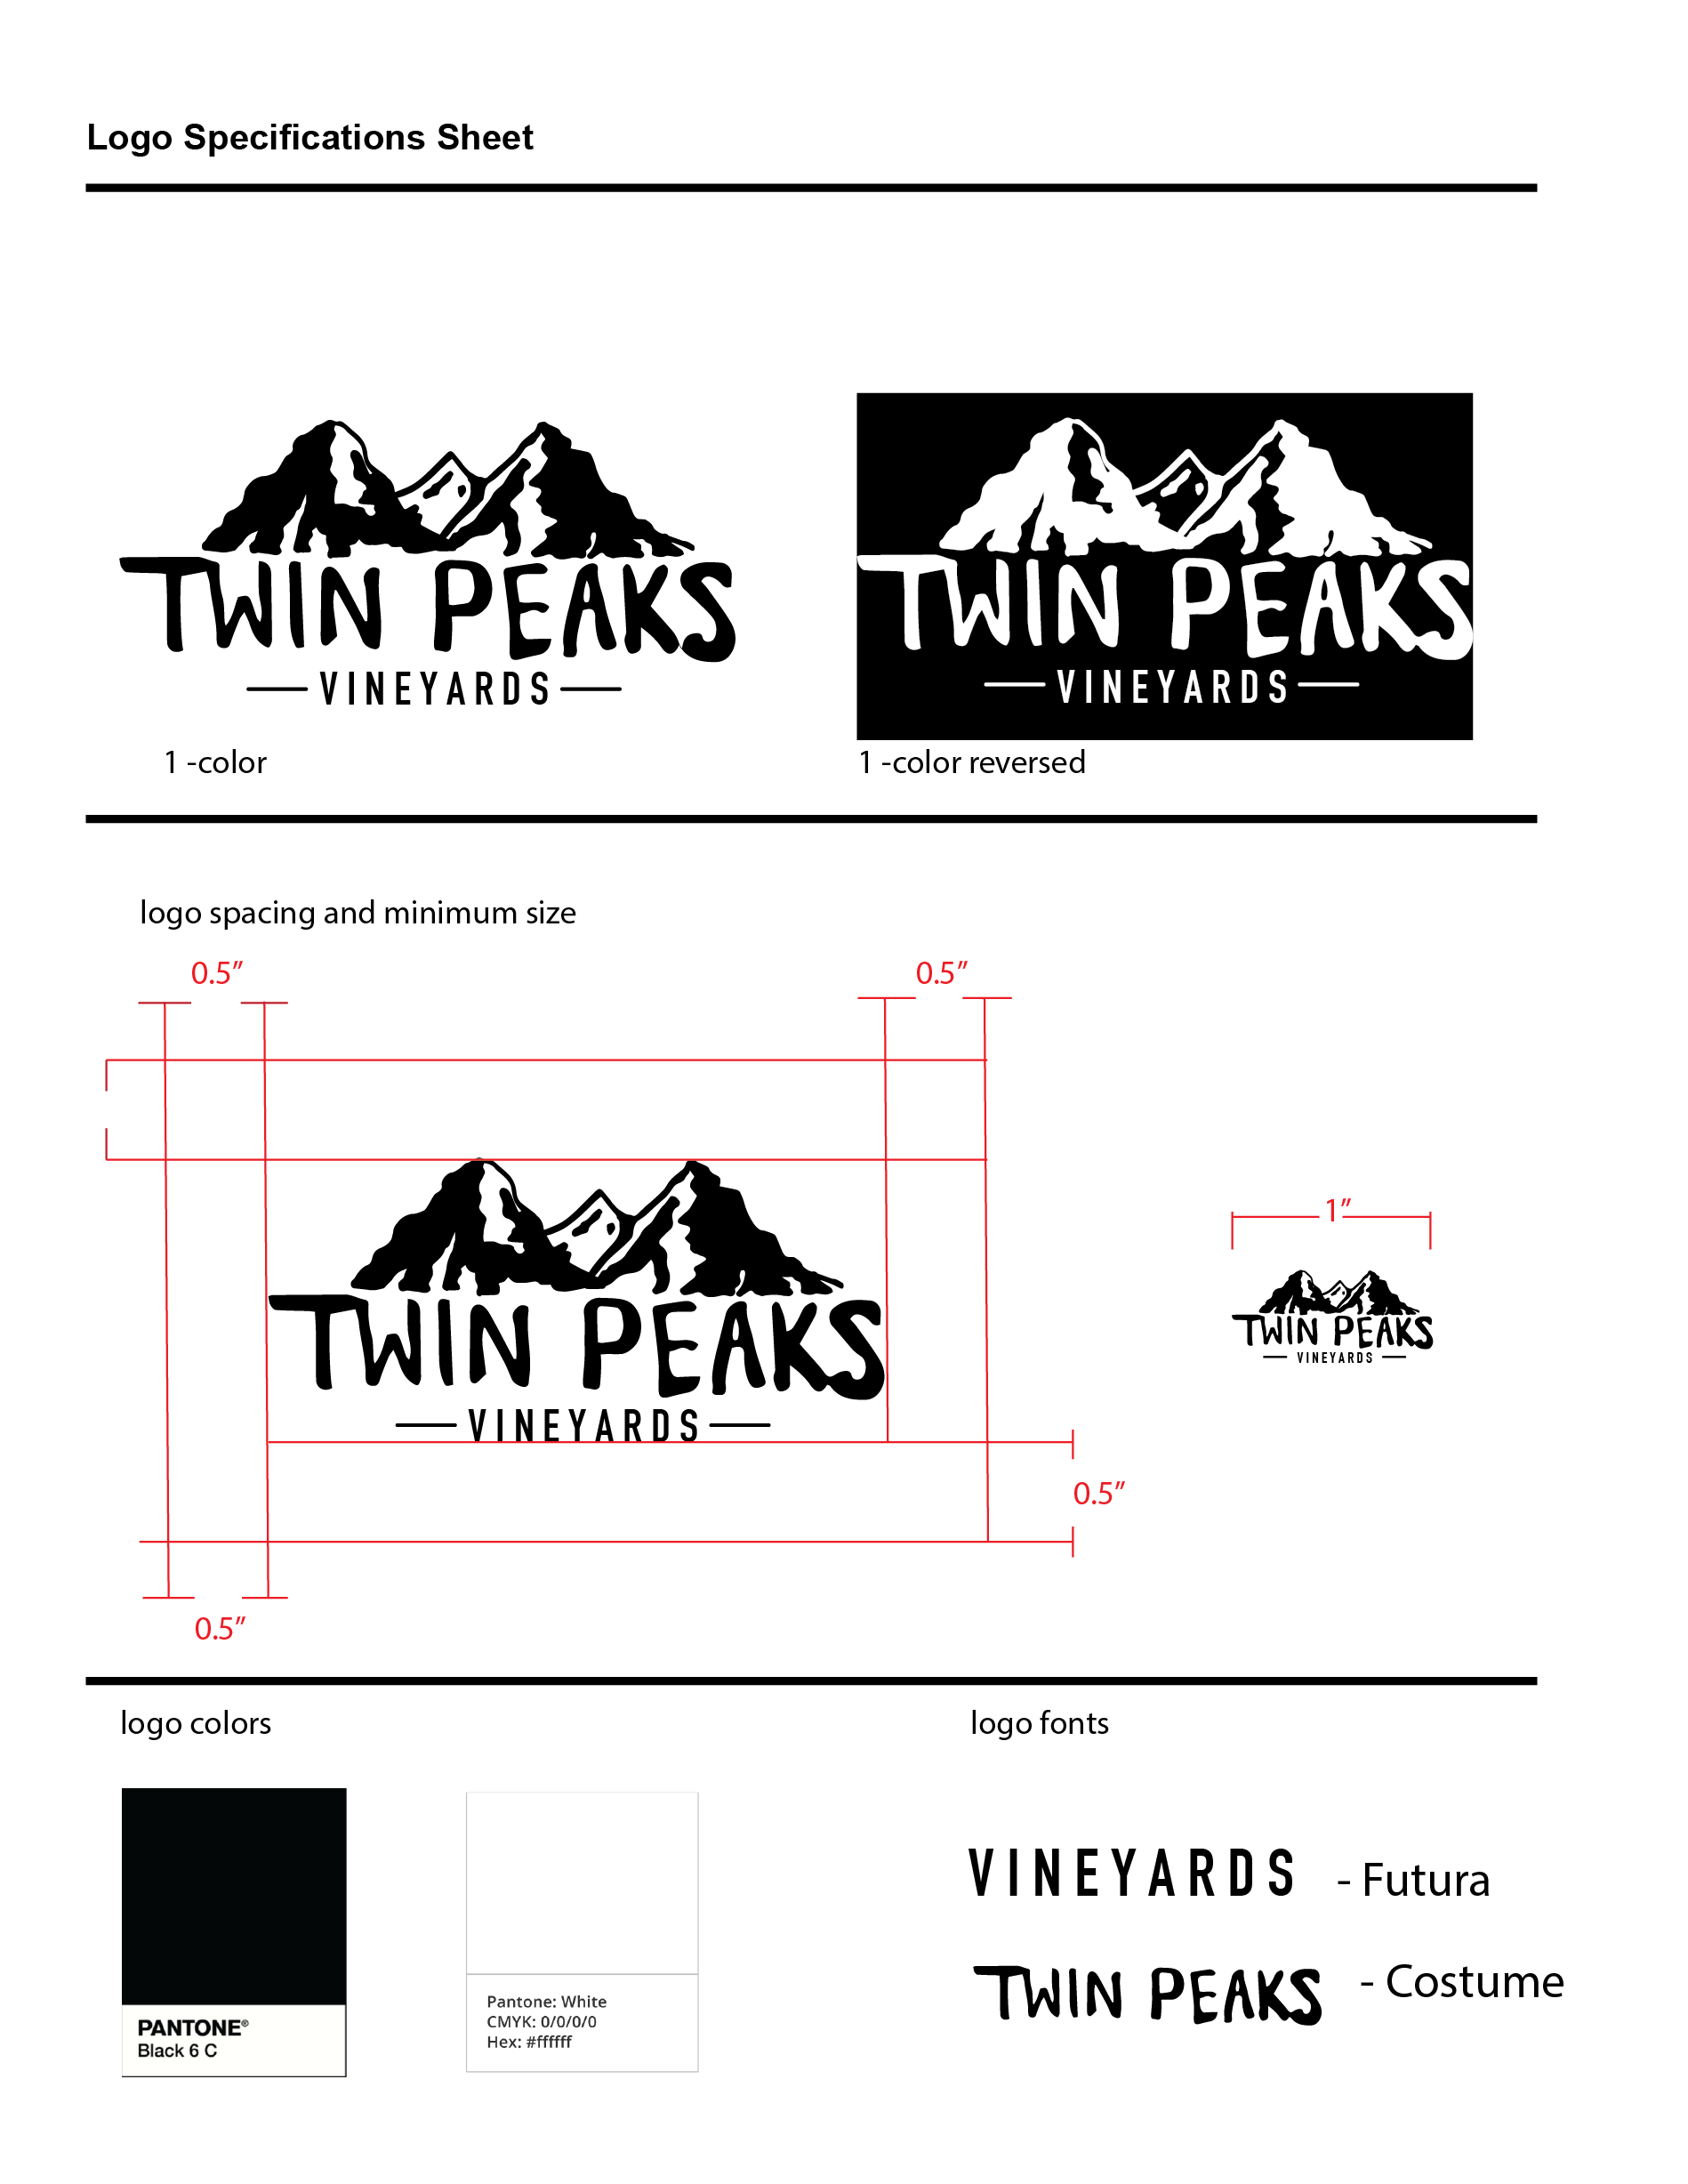 Logo Specifications Sheet
TWIN PEAKS
VINEYARDS
1 -color
TWIN PEAKS
VINEYARDS
1 -color reversed
logo spacing and minimum size
0.5”
0.5”
TWIN PEAKS
VINEYARDS
0.5”
0.5”
1”
TWIN PEAKS
VINEYARDS
logo colors
PANTONE®
Black 6 C
Pantone: White
CMYK: 0/0/0/0
Hex: #ffffff
logo fonts
VINEYARDS - Futura
TWIN PEAKS - Costume